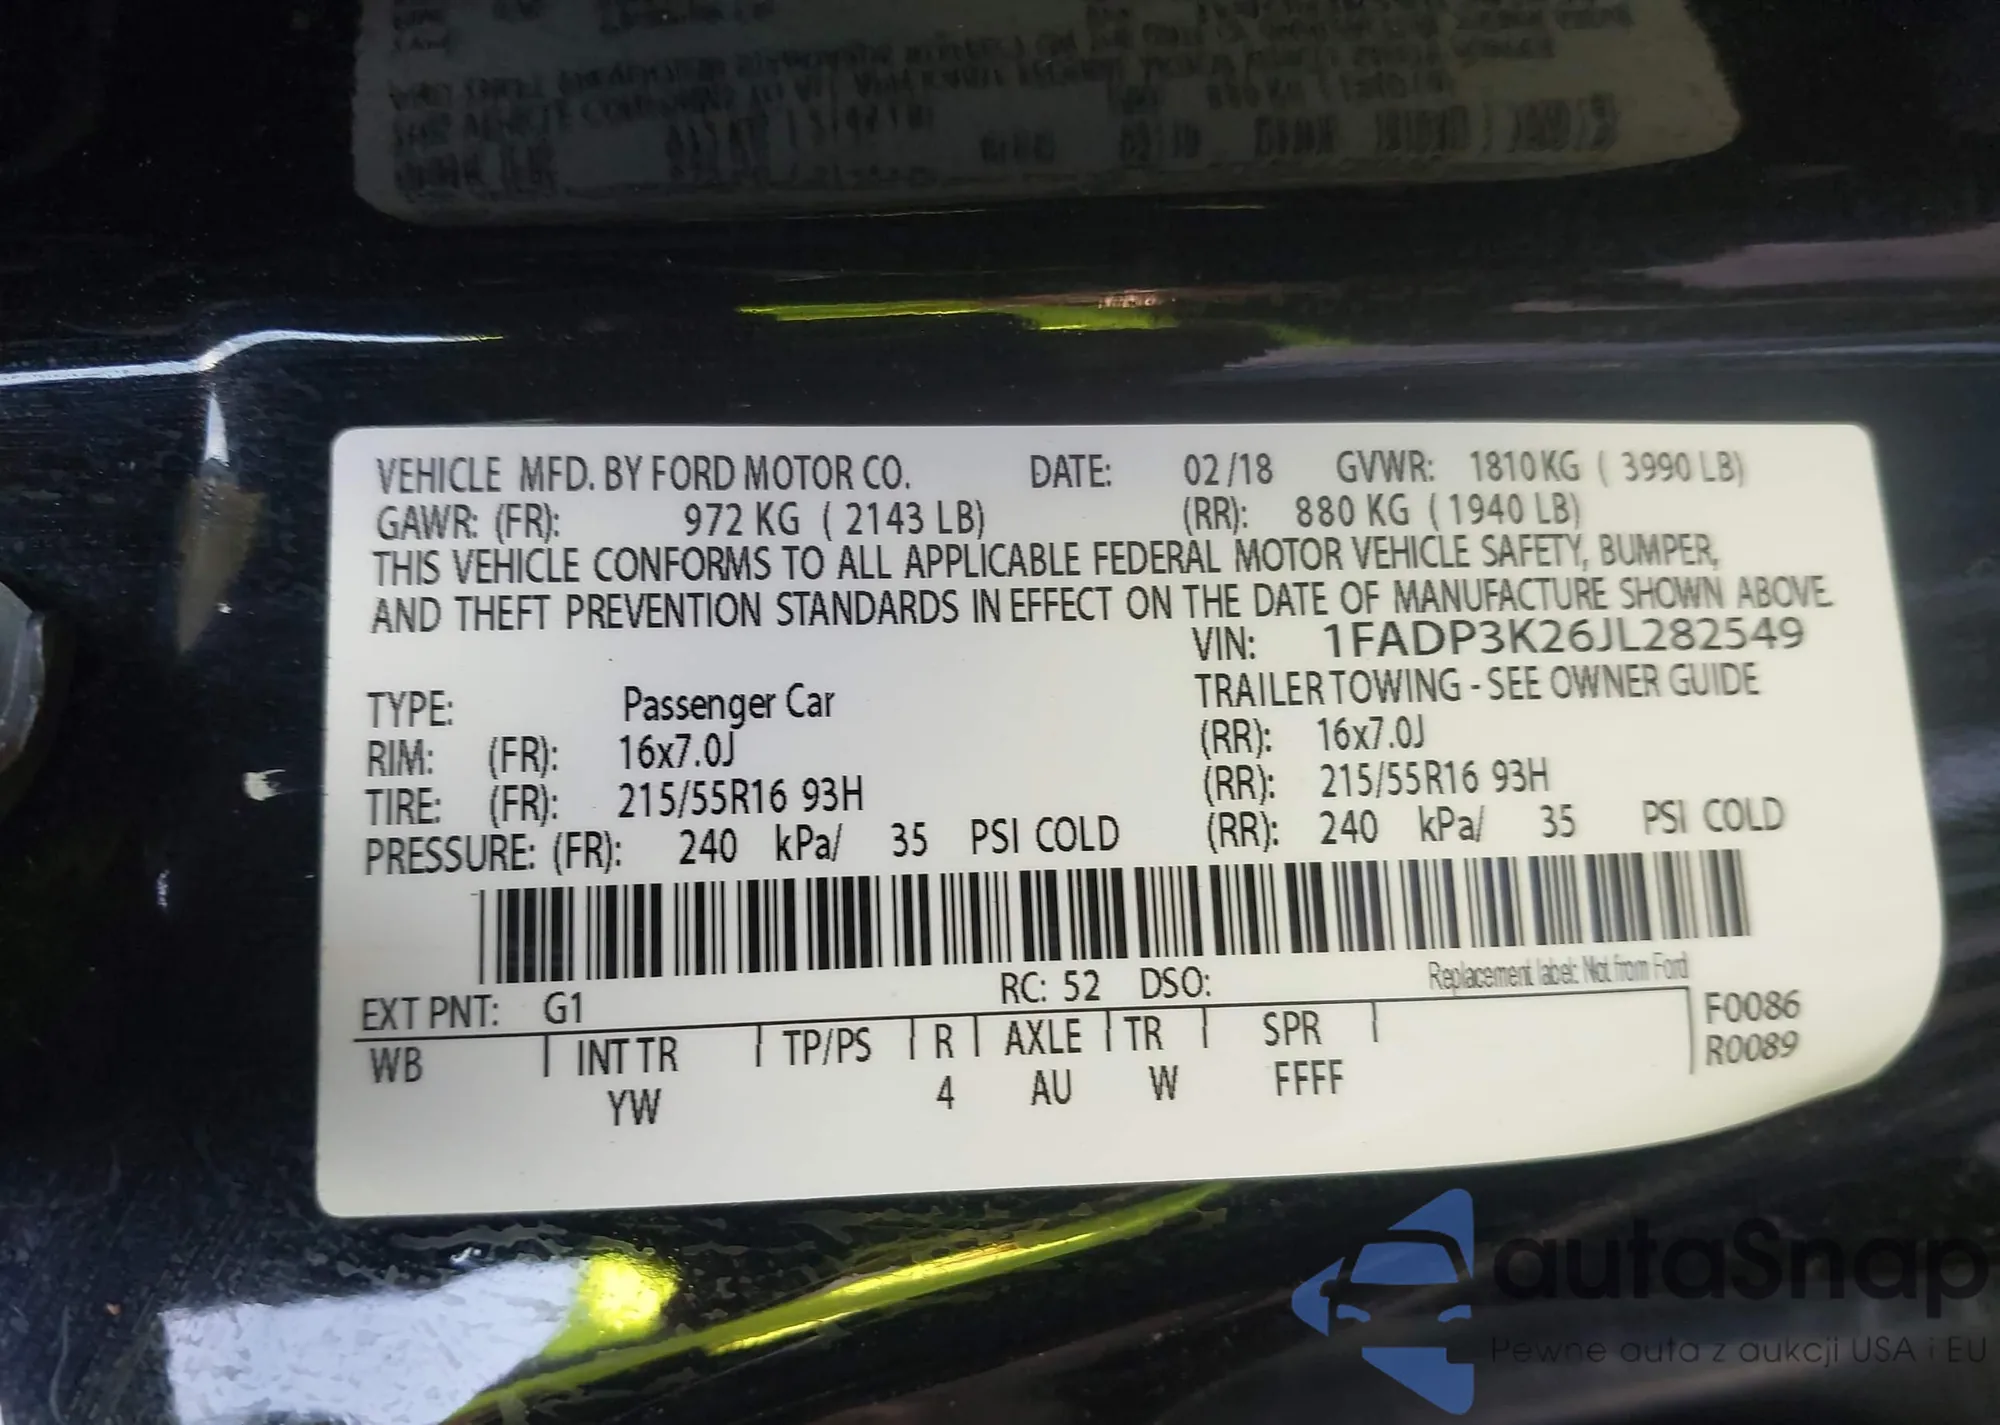 VEHICLE MFD. BY FORD MOTOR CO. DATE: 02/18 GVWR: 1810KG ( 3990 LB)
GAWR: (FR): 972 KG ( 2143 LB) (RR): 880 KG ( 1940 LB)
THIS VEHICLE CONFORMS TO ALL APPLICABLE FEDERAL MOTOR VEHICLE SAFETY, BUMPER,
AND THEFT PREVENTION STANDARDS IN EFFECT ON THE DATE OF MANUFACTURE SHOWN ABOVE.
VIN: 1FADP3K26JL282549
TYPE: Passenger Car TRAILER TOWING - SEE OWNER GUIDE
RIM: (FR): 16x7.0J (RR): 16x7.0J
TIRE: (FR): 215/55R16 93H (RR): 215/55R16 93H
PRESSURE: (FR): 240 kPa/ 35 PSI COLD (RR): 240 kPa/ 35 PSI COLD
Replacement label: Not from Ford
EXT PNT: G1 RC: 52 DSO:
WB INT TR TP/PS R AXLE TR SPR F0086
YW 4 AU W FFFF R0089
autaSnap
Pewne auta z aukcji USA i EU